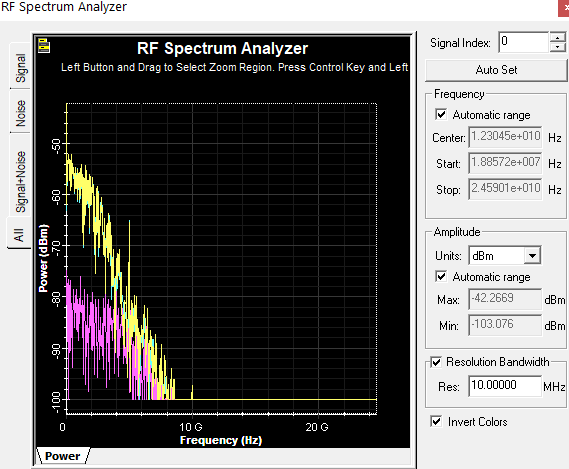 RF Spectrum Analyzer
RF Spectrum Analyzer
Left Button and Drag to Select Zoom Region. Press Control Key and Left
Signal
Noise
Signal+Noise
All
Power (dBm)
-50
-60
-70
-80
-90
-100
0
10 G
20 G
Frequency (Hz)
Power
Signal Index: 0
Auto Set
Frequency
Automatic range
Center: 1.23045e+010 Hz
Start: 1.88572e+007 Hz
Stop: 2.45901e+010 Hz
Amplitude
Units: dBm
Automatic range
Max: -42.2669 dBm
Min: -103.076 dBm
Resolution Bandwidth
Res: 10.00000 MHz
Invert Colors